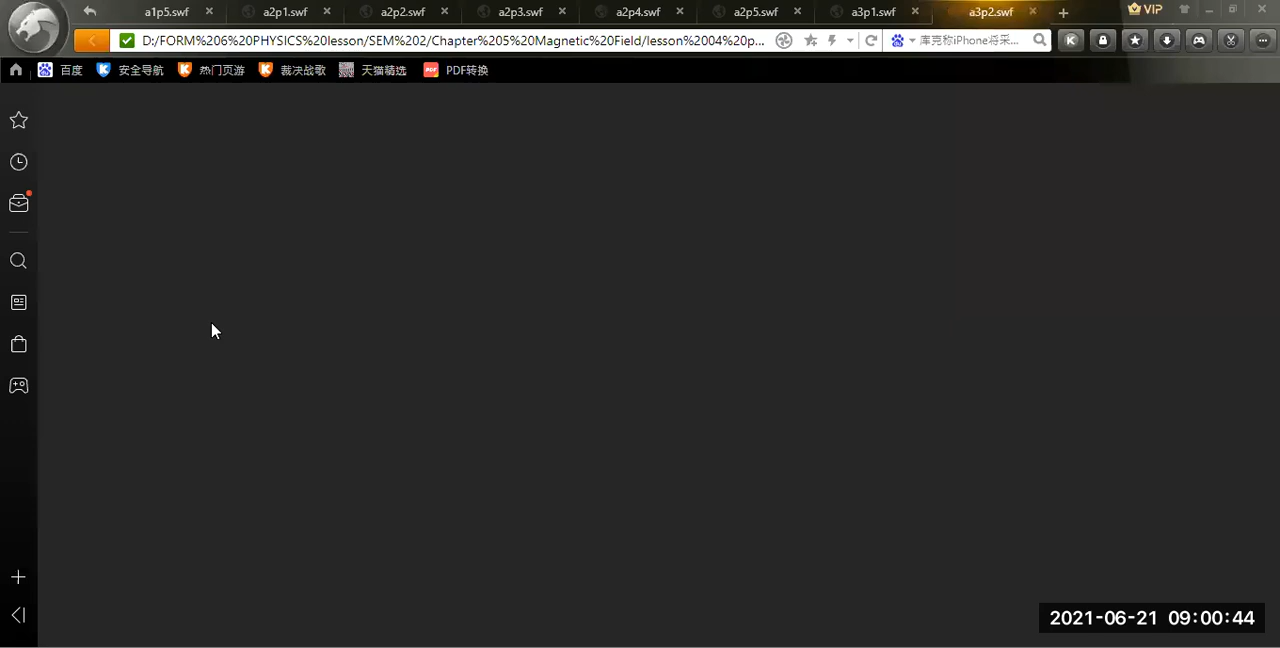 a1p5.swf a2p1.swf a2p2.swf a2p3.swf a2p4.swf a2p5.swf a3p1.swf a3p2.swf VIP
D:/FORM%206%20PHYSICS%20lesson/SEM%202/Chapter%205%20Magnetic%20Field/lesson%2004%20p... 库克称iPhone将采... K
百度 安全导航 热门页游 裁决战歌 天猫精选 PDF PDF转换
2021-06-21 09:00:44